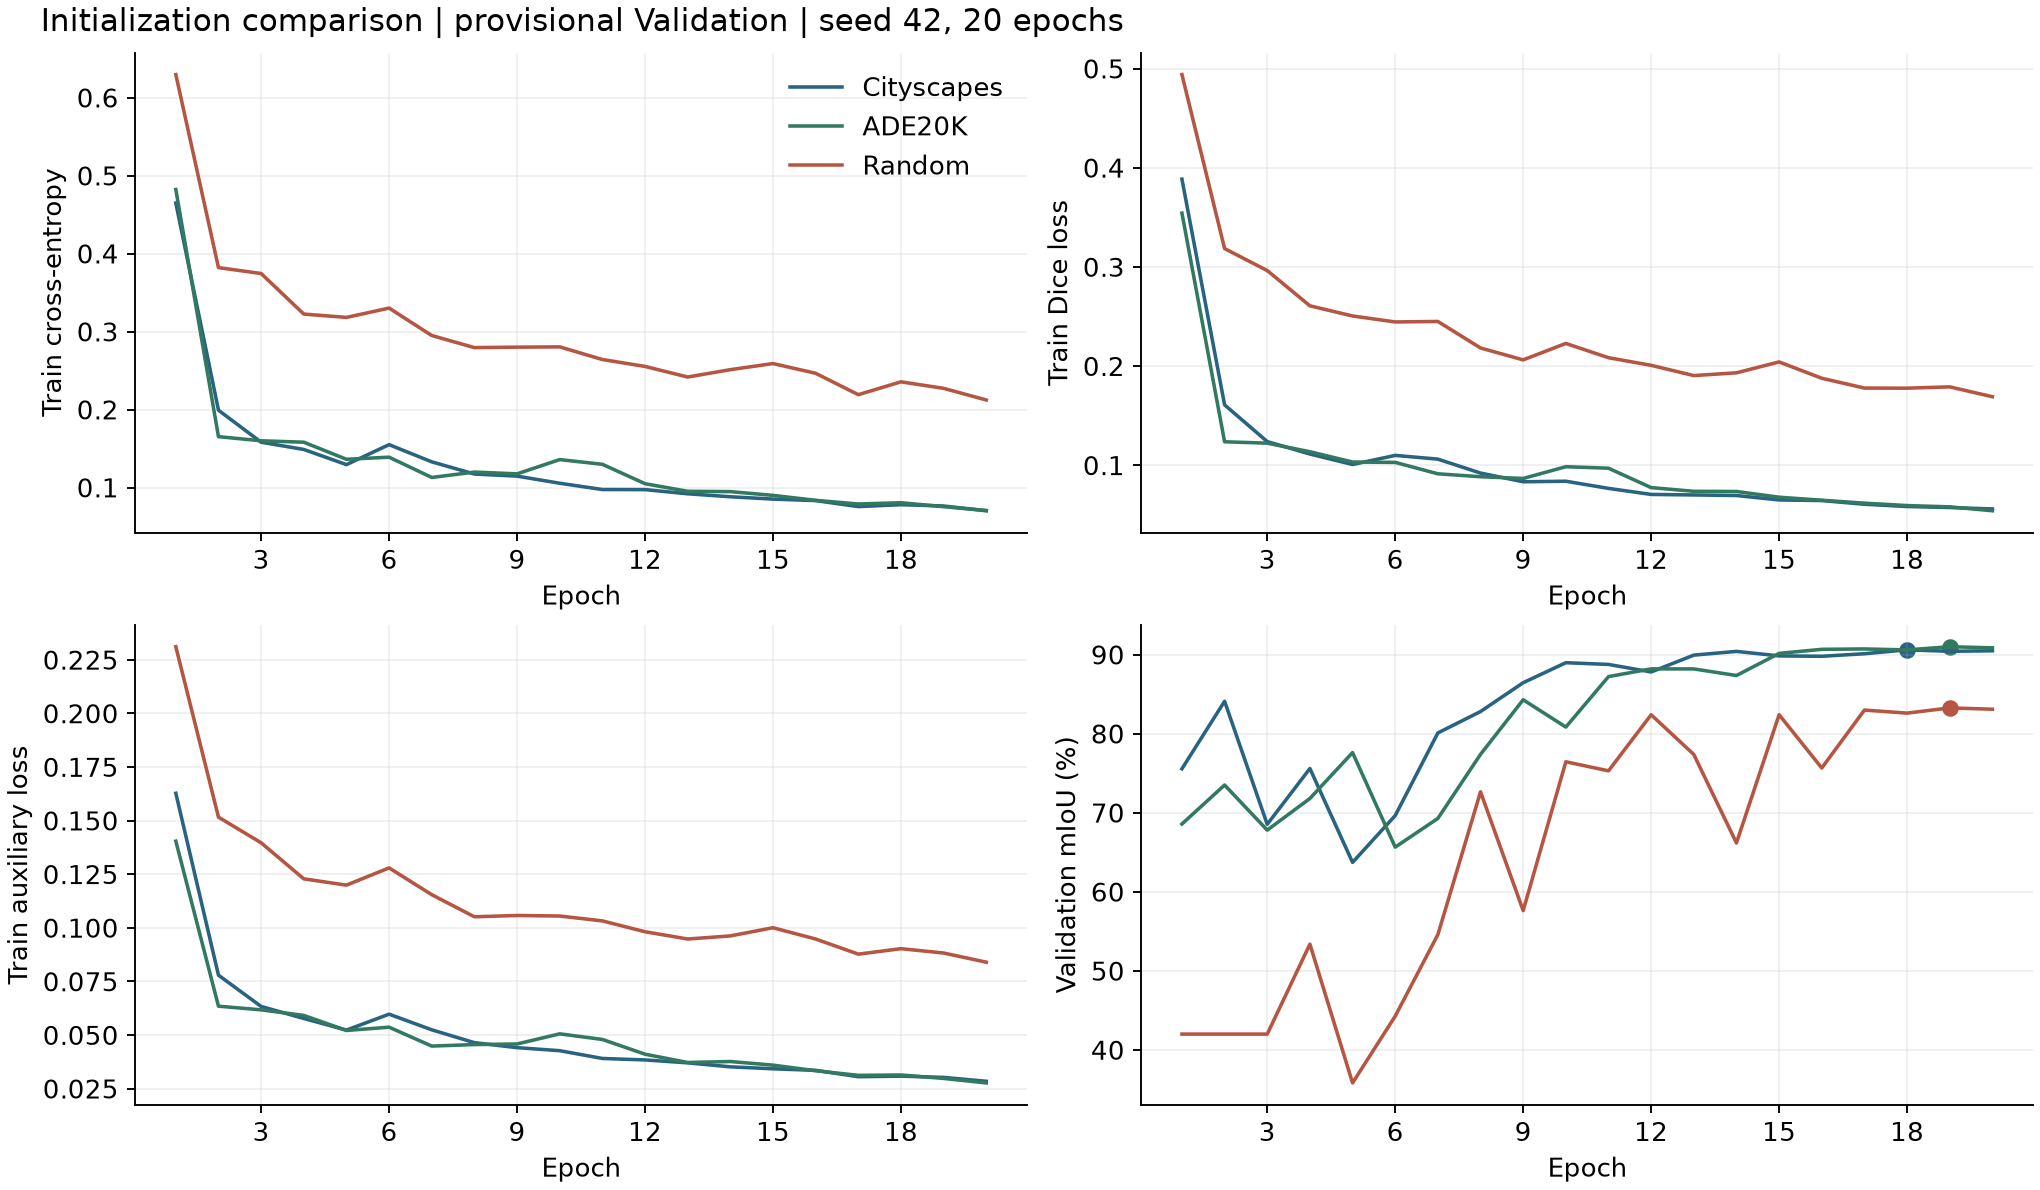 Initialization comparison | provisional Validation | seed 42, 20 epochs
Train cross-entropy
0.6
0.5
0.4
0.3
0.2
0.1
3 6 9 12 15 18
Epoch
Cityscapes
ADE20K
Random
Train Dice loss
0.5
0.4
0.3
0.2
0.1
3 6 9 12 15 18
Epoch
Train auxiliary loss
0.225
0.200
0.175
0.150
0.125
0.100
0.075
0.050
0.025
3 6 9 12 15 18
Epoch
Validation mIoU (%)
90
80
70
60
50
40
3 6 9 12 15 18
Epoch